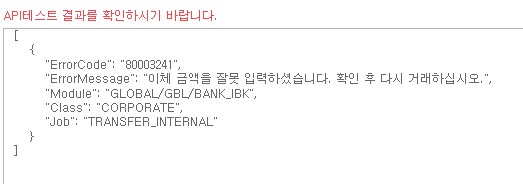 API테스트 결과를 확인하시기 바랍니다.
[
{
"ErrorCode": "80003241",
"ErrorMessage": "이체 금액을 잘못 입력하셨습니다. 확인 후 다시 거래하십시오.",
"Module": "GLOBAL/GBL/BANK_IBK",
"Class": "CORPORATE",
"Job": "TRANSFER_INTERNAL"
}
]